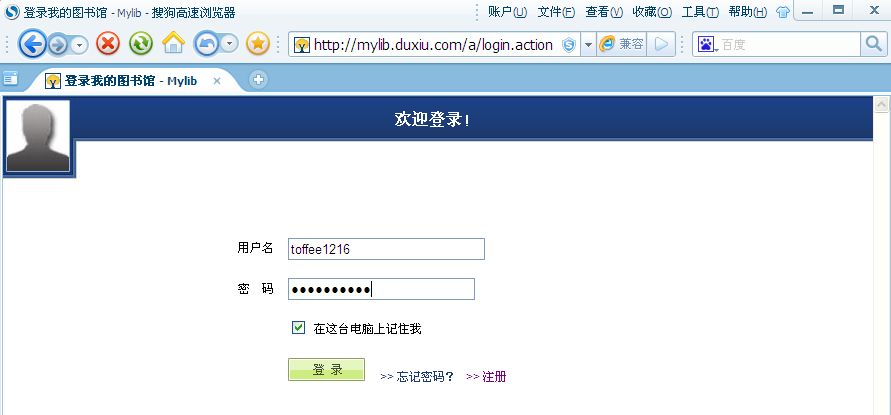 登录我的图书馆 - Mylib - 搜狗高速浏览器
账户(U) 文件(F) 查看(V) 收藏(O) 工具(T) 帮助(H)
http://mylib.duxiu.com/a/login.action
兼容
百度
登录我的图书馆 - Mylib
欢迎登录!
用户名 toffee1216
密 码 ●●●●●●●●●●
在这台电脑上记住我
登 录 >> 忘记密码? >> 注册